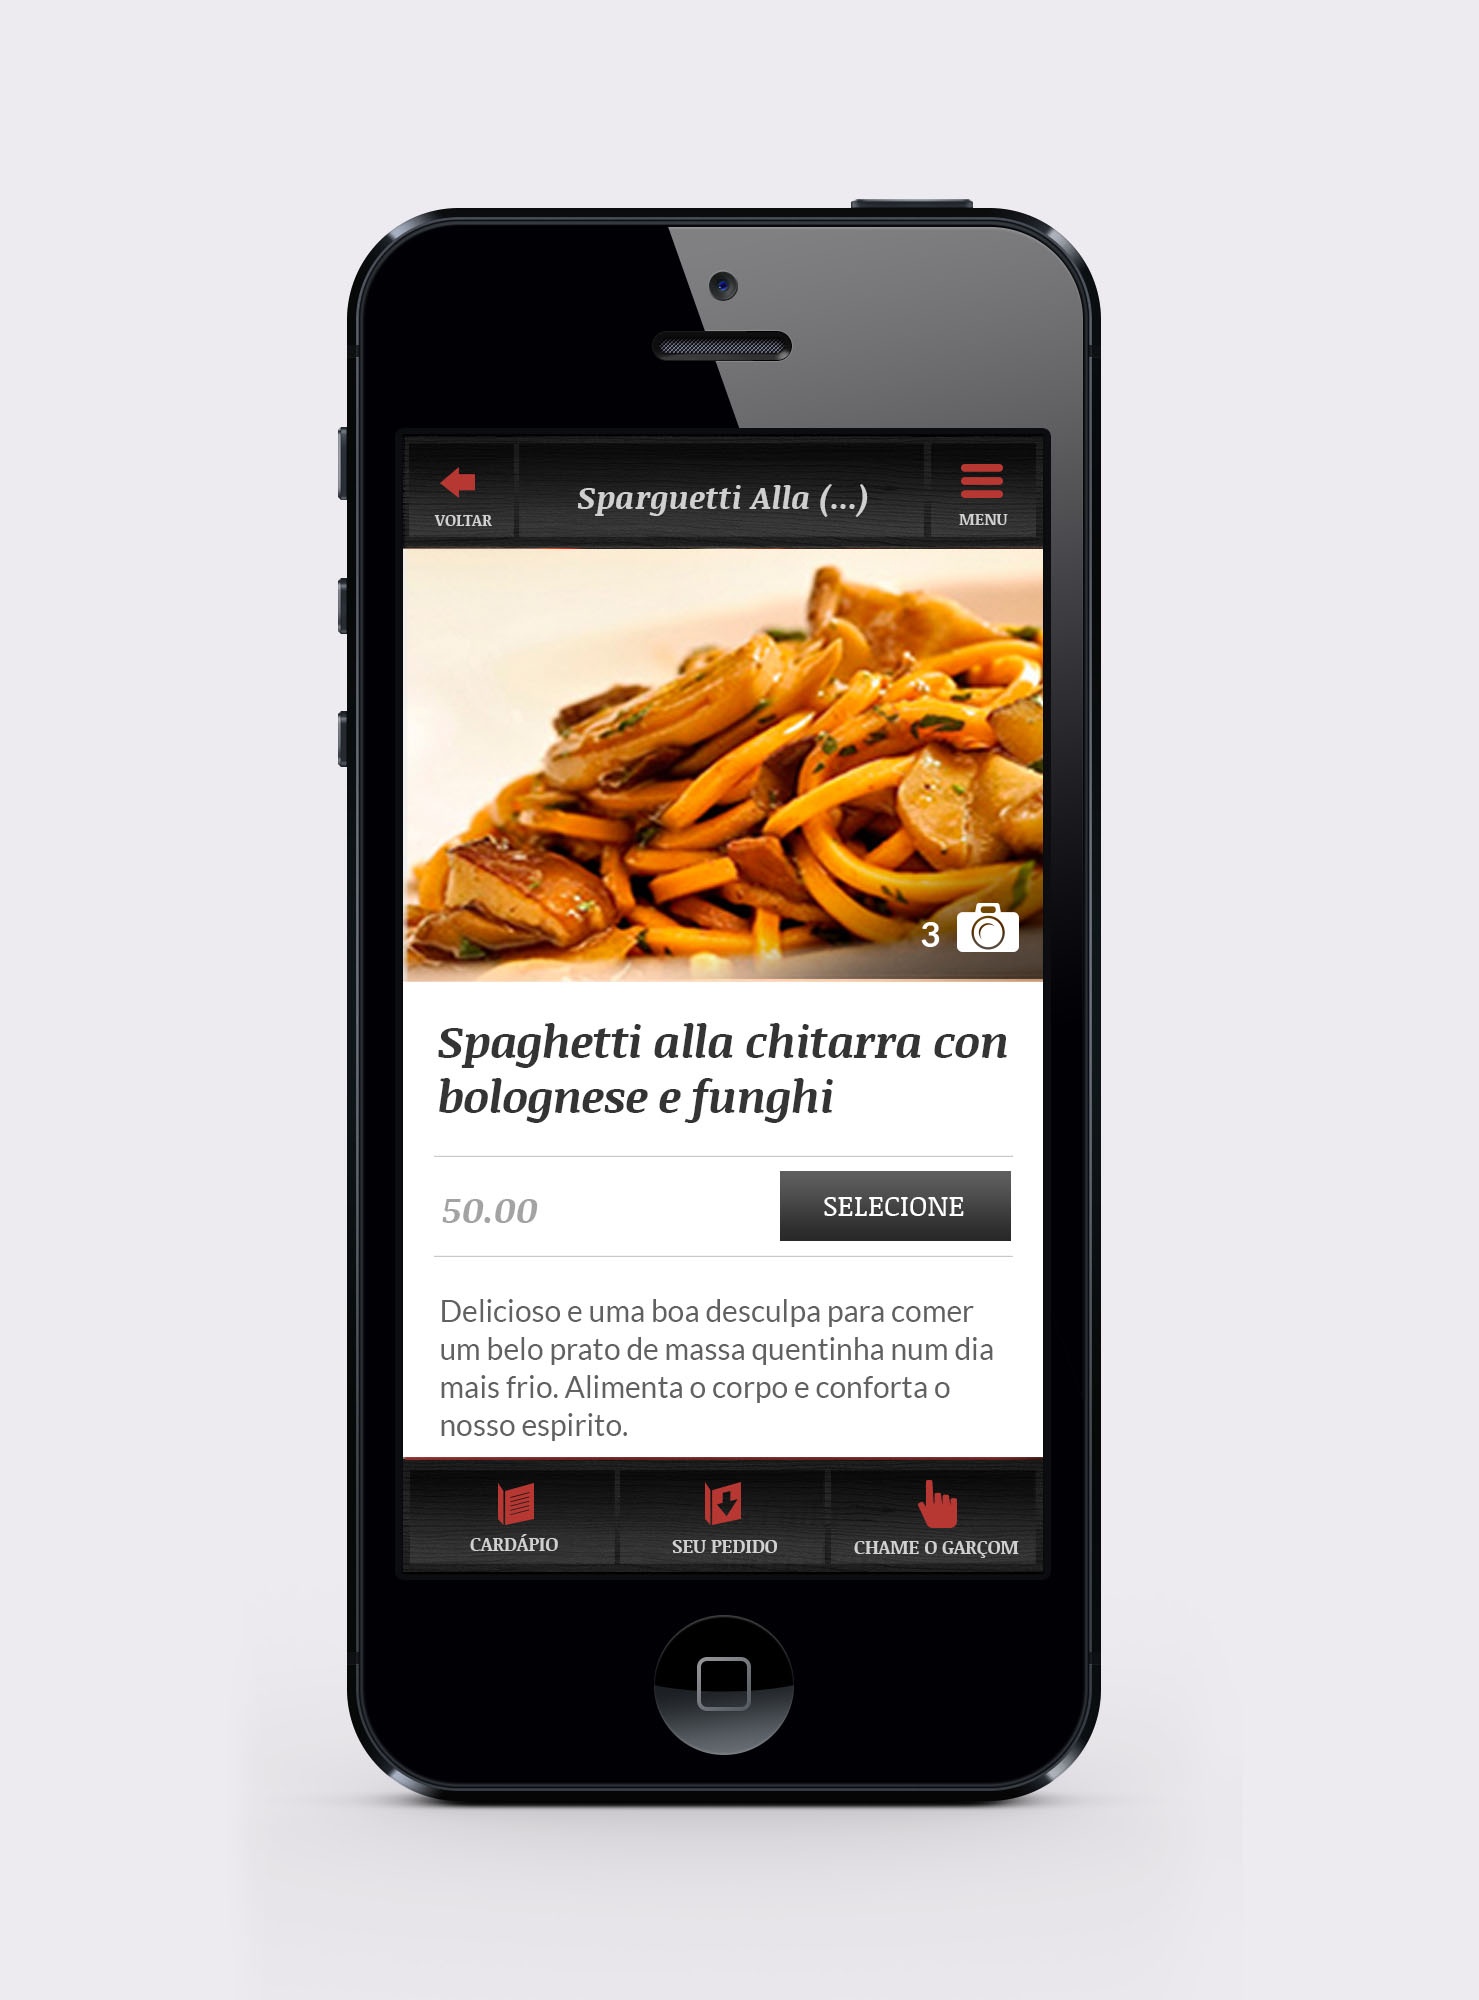 VOLTAR
Sparguetti Alla (...)
MENU
3
Spaghetti alla chitarra con
bolognese e funghi
50.00
SELECIONE
Delicioso e uma boa desculpa para comer
um belo prato de massa quentinha num dia
mais frio. Alimenta o corpo e conforta o
nosso espirito.
CARDÁPIO
SEU PEDIDO
CHAME O GARÇOM